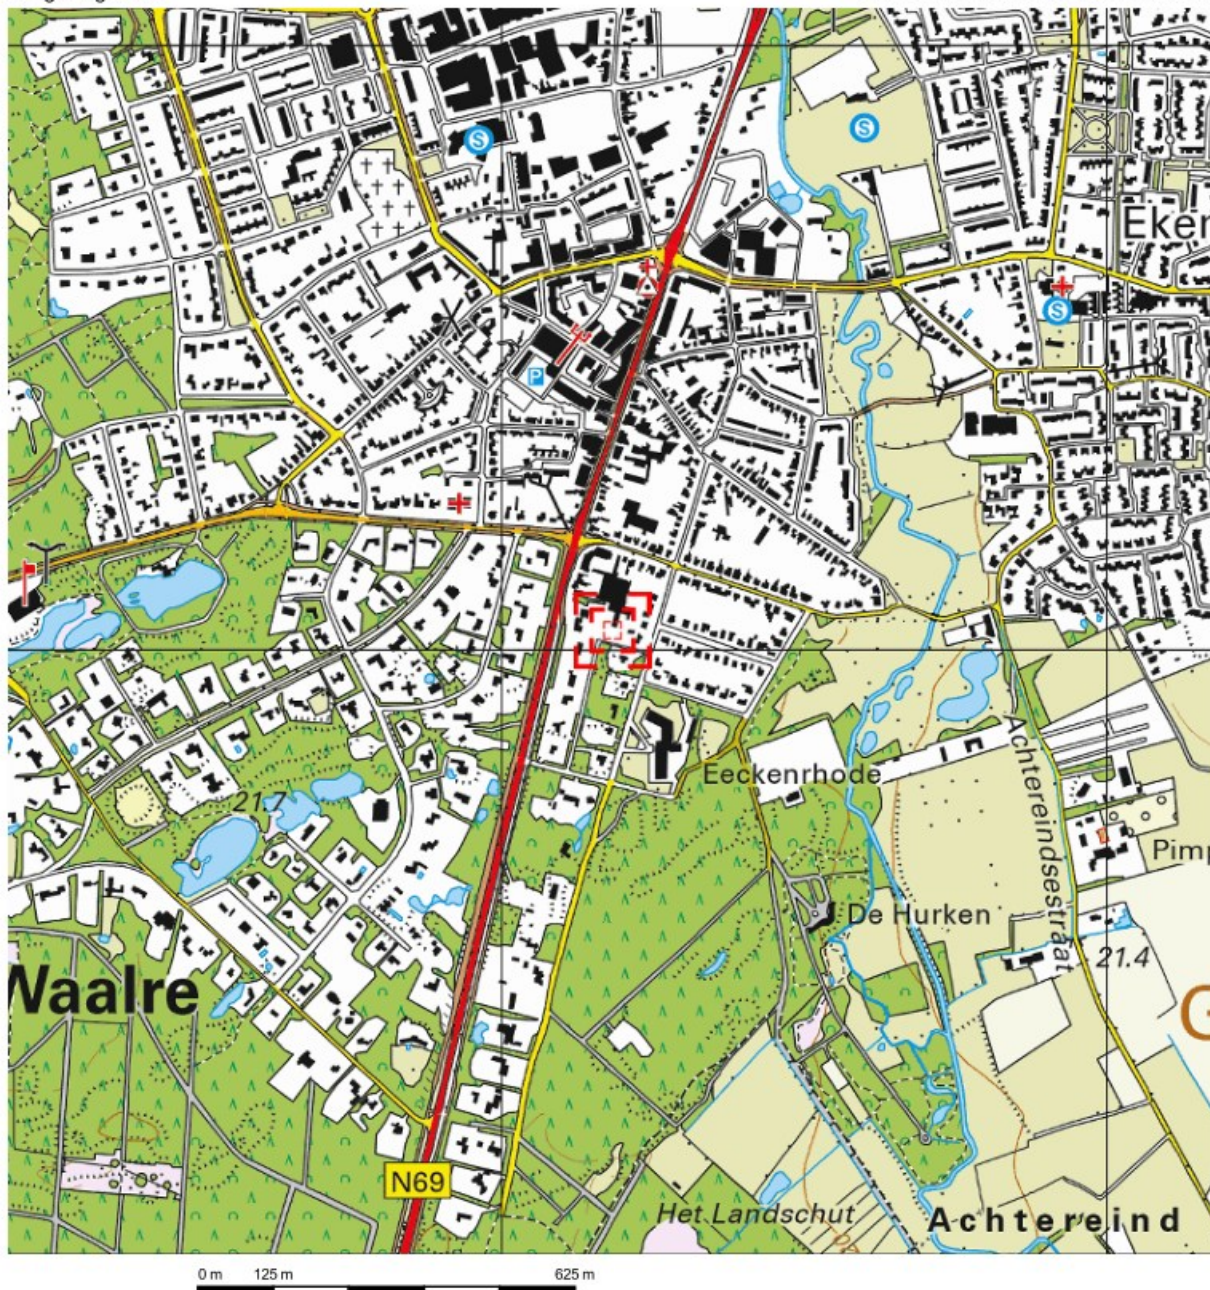 S
S
Eker
S
P
Eeckenrhode
Achtereindsestraat
21.7
Pimp
De Hurken
21.4
Waalre
G
N69
Het Landschut
Achtereind
0 m 125 m 625 m